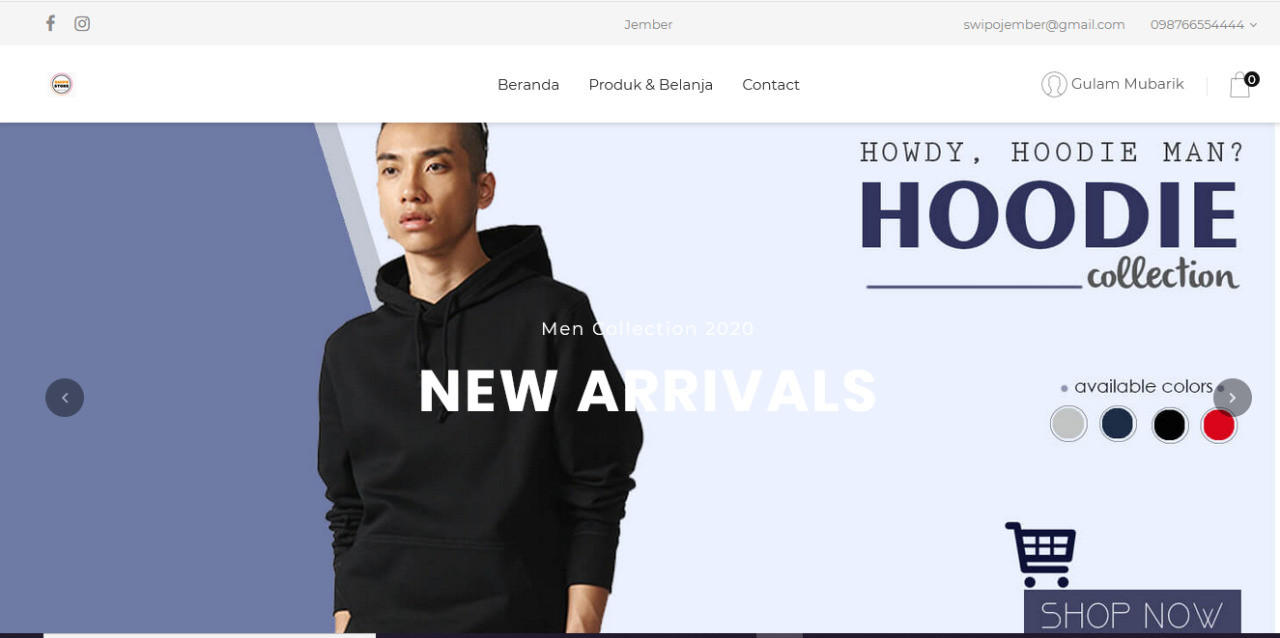 Jember
swipojember@gmail.com
098766554444
Beranda
Produk & Belanja
Contact
Gulam Mubarik
0
HOWDY, HOODIE MAN?
HOODIE
collection
Men Collection 2020
NEW ARRIVALS
available colors
SHOP NOW